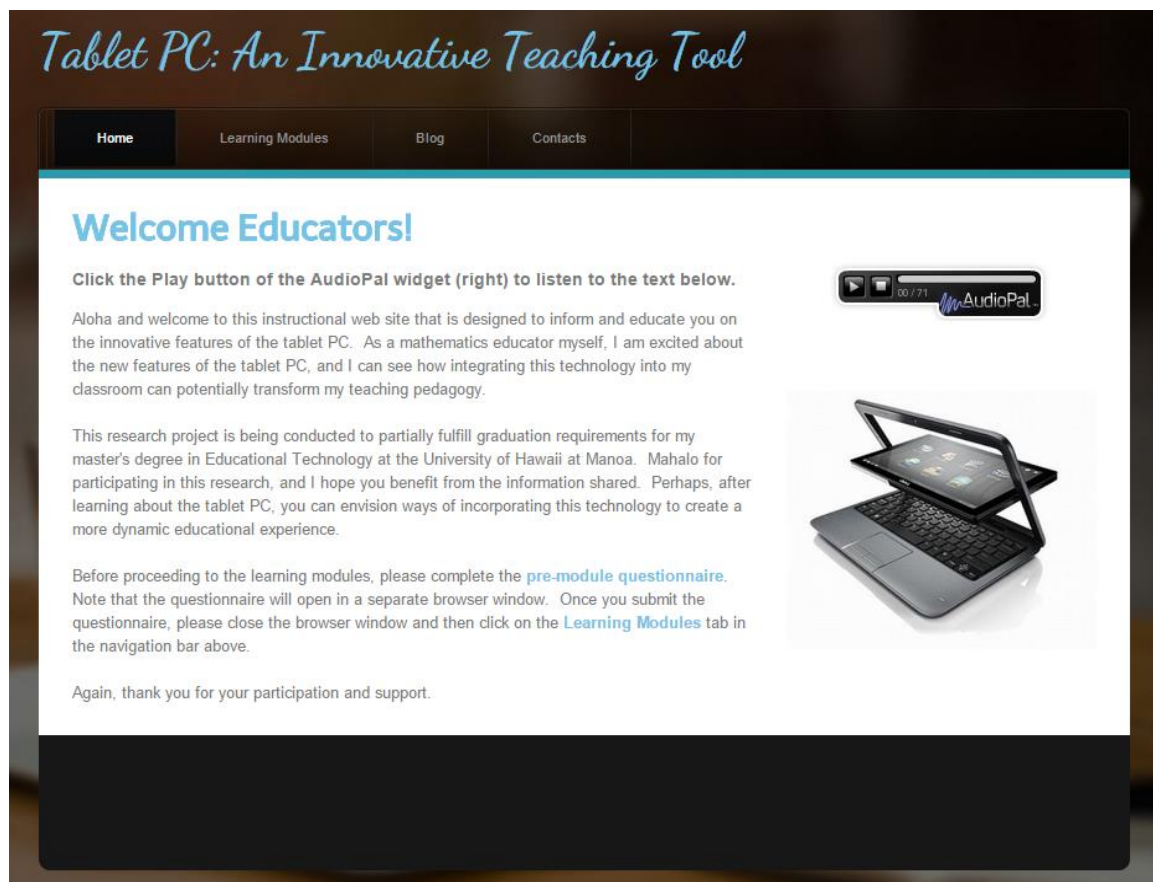 Tablet PC: An Innovative Teaching Tool
Home Learning Modules Blog Contacts
Welcome Educators!
Click the Play button of the AudioPal widget (right) to listen to the text below.
00 / 71
AudioPal
Aloha and welcome to this instructional web site that is designed to inform and educate you on
the innovative features of the tablet PC.  As a mathematics educator myself, I am excited about
the new features of the tablet PC, and I can see how integrating this technology into my
classroom can potentially transform my teaching pedagogy.
This research project is being conducted to partially fulfill graduation requirements for my
master's degree in Educational Technology at the University of Hawaii at Manoa.  Mahalo for
participating in this research, and I hope you benefit from the information shared.  Perhaps, after
learning about the tablet PC, you can envision ways of incorporating this technology to create a
more dynamic educational experience.
Before proceeding to the learning modules, please complete the pre-module questionnaire.
Note that the questionnaire will open in a separate browser window.  Once you submit the
questionnaire, please close the browser window and then click on the Learning Modules tab in
the navigation bar above.
Again, thank you for your participation and support.